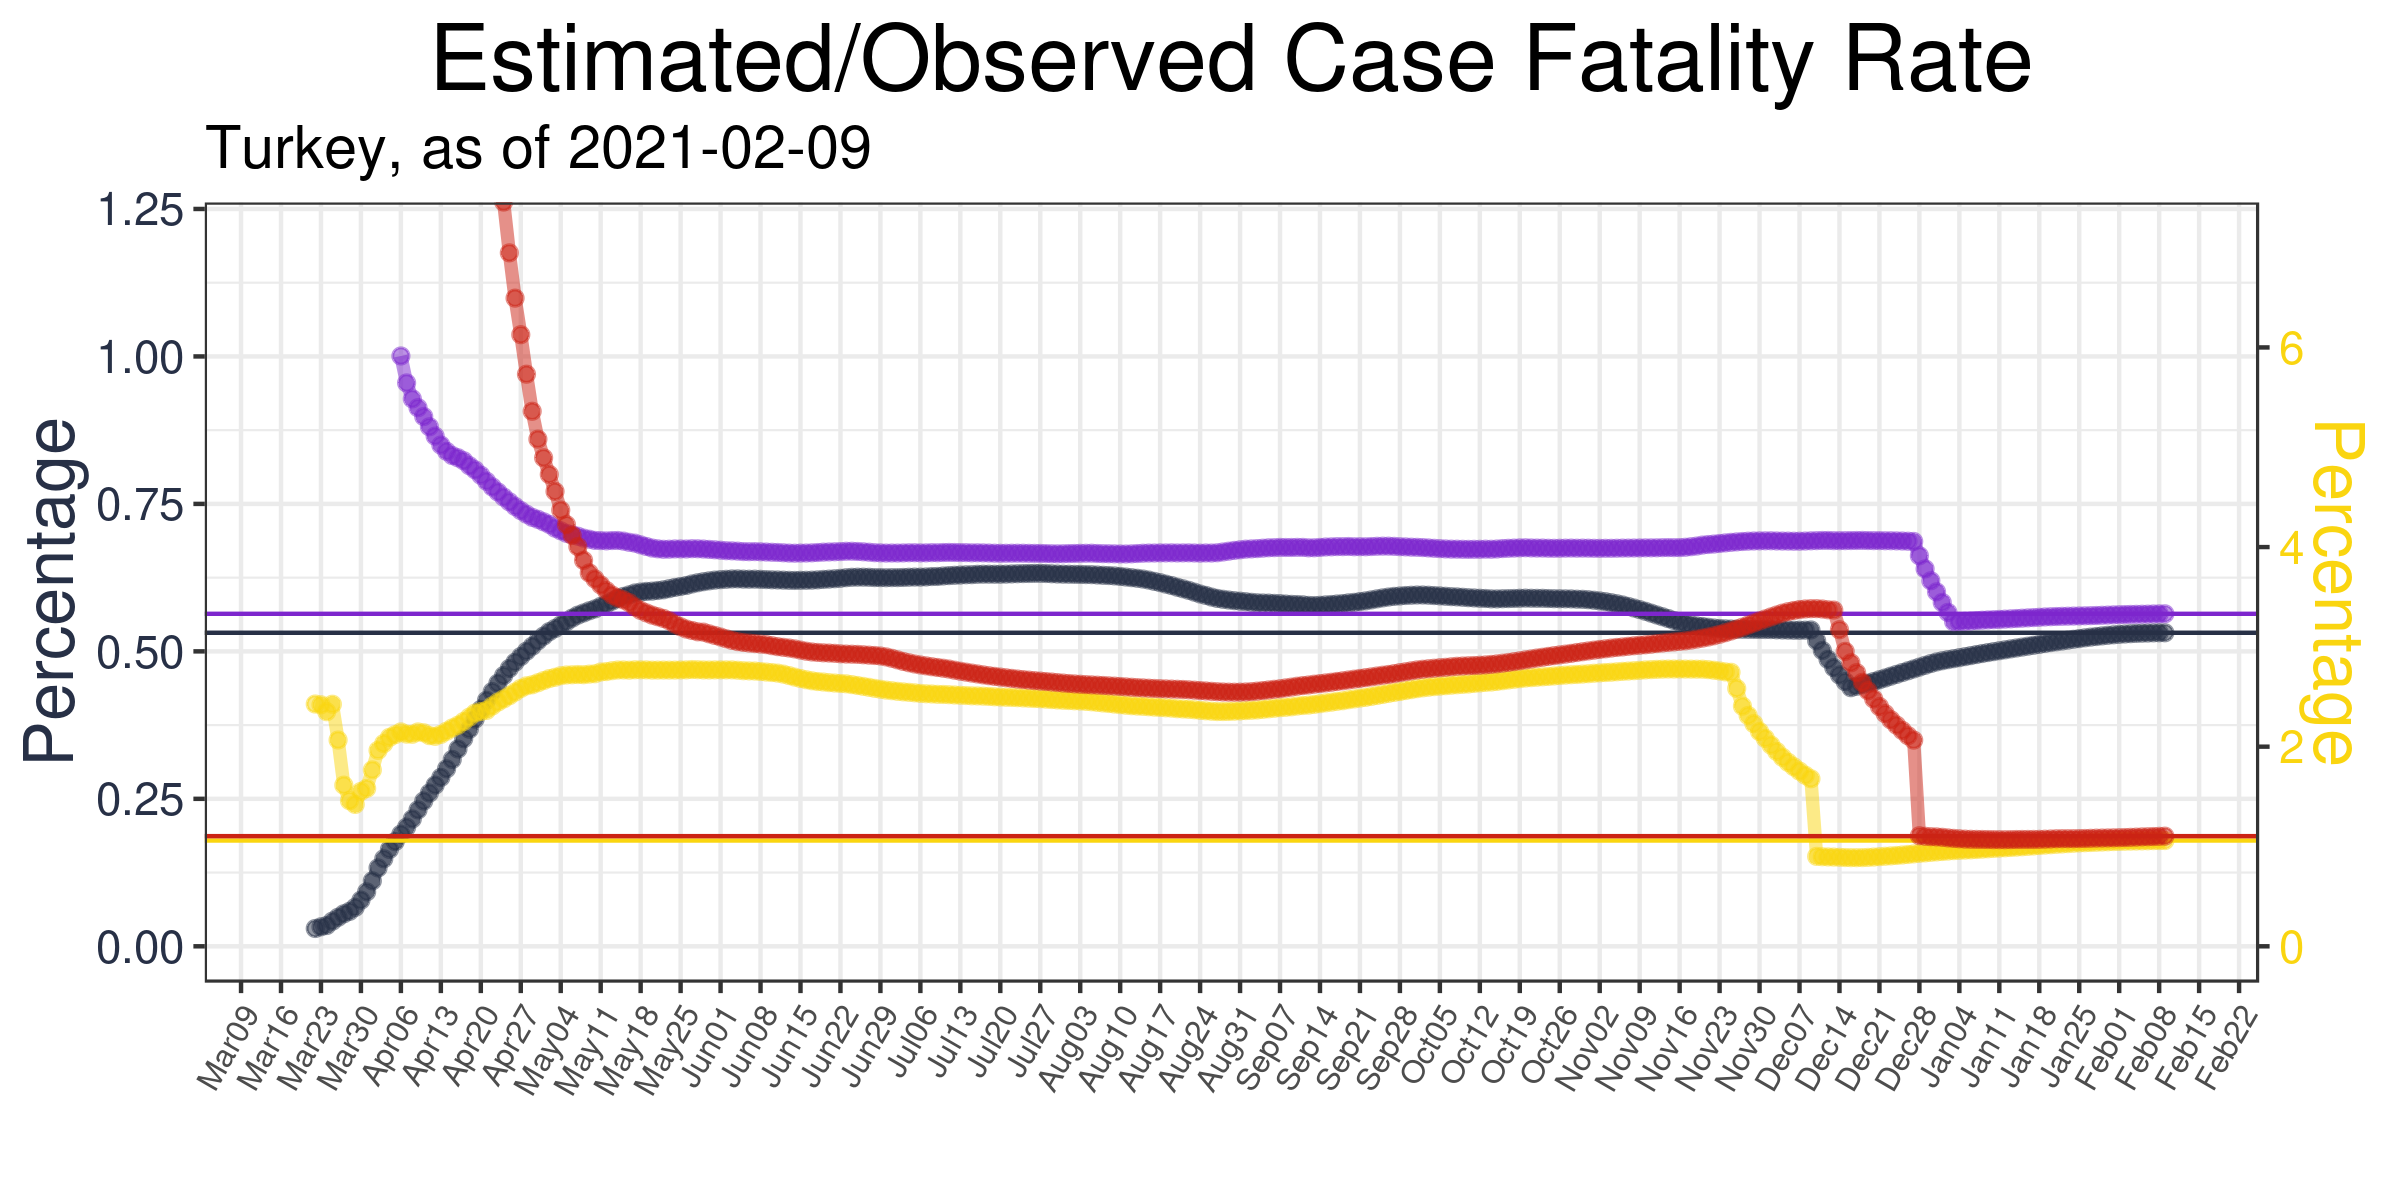 Estimated/Observed Case Fatality Rate
Turkey, as of 2021-02-09
1.25
1.00
0.75
0.50
0.25
0.00
Percentage
6
4
2
0
Percentage
Mar09
Mar16
Mar23
Mar30
Apr06
Apr13
Apr20
Apr27
May04
May11
May18
May25
Jun01
Jun08
Jun15
Jun22
Jun29
Jul06
Jul13
Jul20
Jul27
Aug03
Aug10
Aug17
Aug24
Aug31
Sep07
Sep14
Sep21
Sep28
Oct05
Oct12
Oct19
Oct26
Nov02
Nov09
Nov16
Nov23
Nov30
Dec07
Dec14
Dec21
Dec28
Jan04
Jan11
Jan18
Jan25
Feb01
Feb08
Feb15
Feb22